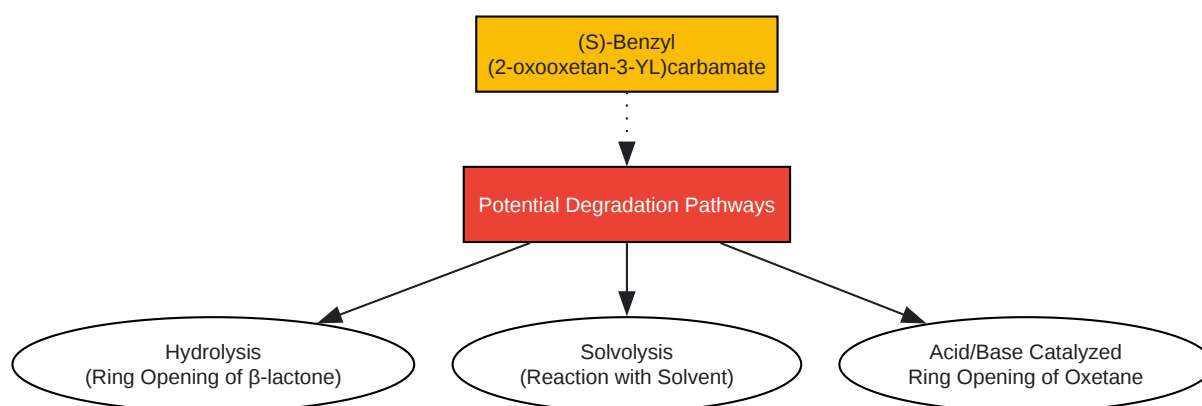 (S)-Benzyl
(2-oxooxetan-3-YL)carbamate
Potential Degradation Pathways
Hydrolysis
(Ring Opening of β-lactone)
Solvolysis
(Reaction with Solvent)
Acid/Base Catalyzed
Ring Opening of Oxetane